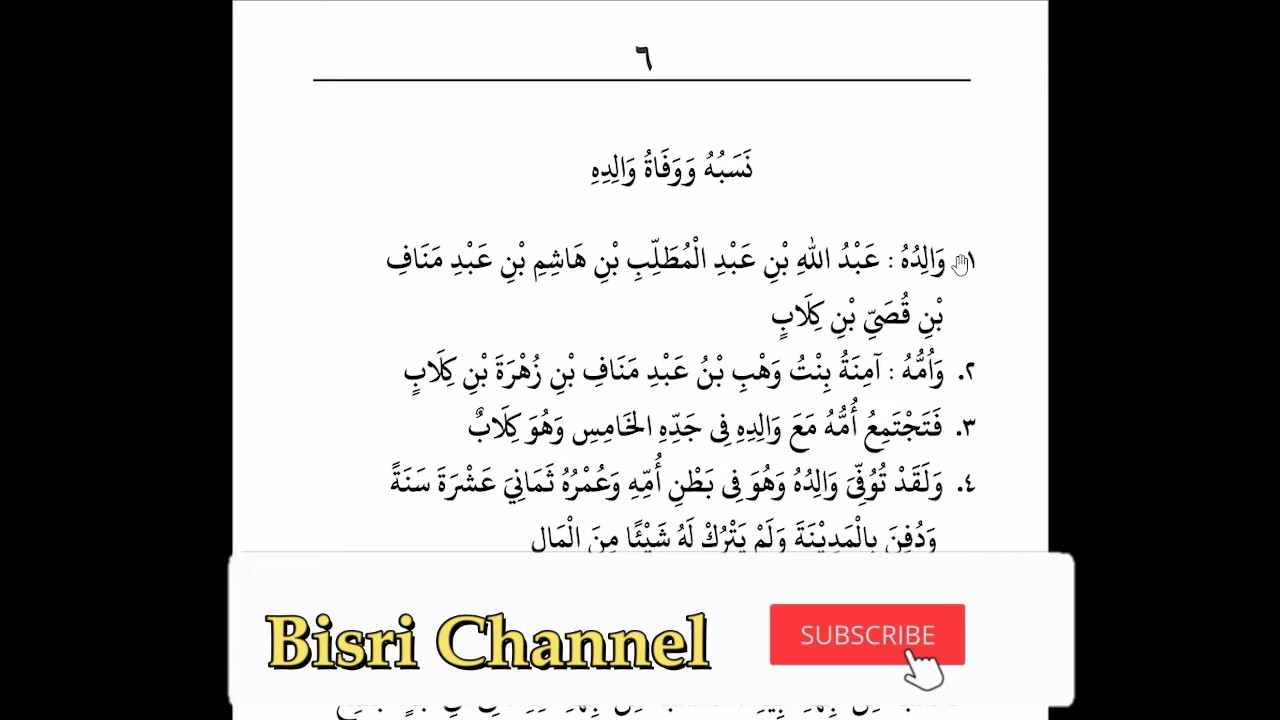 ٦
نَسَبُهُ وَوَفَاةُ وَالِدِهِ
١ وَالِدُهُ : عَبْدُ اللهِ بْنِ عَبْدِ الْمُطَلِّبِ بْنِ هَاشِمِ بْنِ عَبْدِ مَنَافِ
بْنِ قُصَيِّ بْنِ كِلَابٍ
٢. وَاُمُّهُ : آمِنَةُ بِنْتُ وَهْبِ بْنُ عَبْدِ مَنَافِ بْنِ زُهْرَةَ بْنِ كِلَابٍ
٣. فَتَجْتَمِعُ أُمُّهُ مَعَ وَالِدِهِ فِى جَدِّهِ الخَامِسِ وَهُوَ كِلَابٌ
٤. وَلَقَدْ تُوُفِّىَ وَالِدُهُ وَهُوَ فِى بَطْنِ أُمِّهِ وَعُمْرُهُ ثَمَانِيَ عَشْرَةَ سَنَةً
وَدُفِنَ بِالْمَدِيْنَةَ وَلَمْ يَتْرُكْ لَهُ شَيْئًا مِنَ الْمَالِ
Bisri Channel
SUBSCRIBE